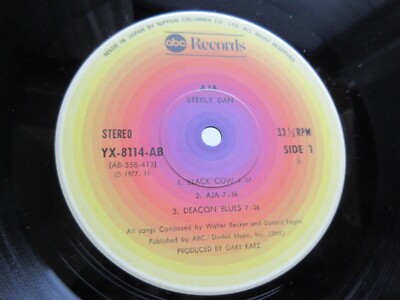 MADE IN JAPAN BY NIPPON COLUMBIA CO., LTD.
ALL RIGHTS RESERVED.
abc Records
AJA
STEELY DAN
STEREO
33 1/3 RPM
YX-8114-AB
SIDE 1
(AB-358-413)
Ⓟ 1977. 11
1. BLACK COW
2. AJA 7:56
3. DEACON BLUES 7:26
All songs Composed by Walter Becker and Donald Fagen
Published by ABC / Dunhill Music, Inc. (BMI)
PRODUCED BY GARY KATZ